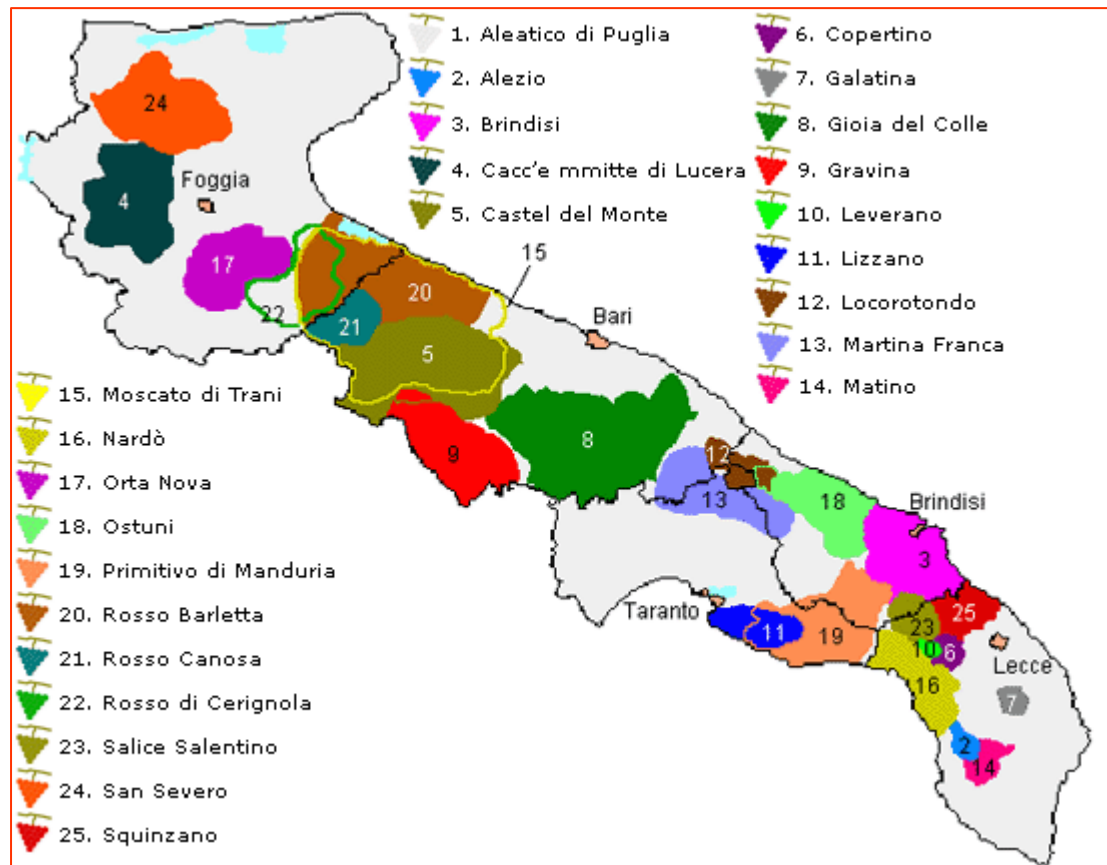 1. Aleatico di Puglia
2. Alezio
3. Brindisi
4. Cacc'e mmitte di Lucera
5. Castel del Monte
6. Copertino
7. Galatina
8. Gioia del Colle
9. Gravina
10. Leverano
11. Lizzano
12. Locorotondo
13. Martina Franca
14. Matino
15. Moscato di Trani
16. Nardò
17. Orta Nova
18. Ostuni
19. Primitivo di Manduria
20. Rosso Barletta
21. Rosso Canosa
22. Rosso di Cerignola
23. Salice Salentino
24. San Severo
25. Squinzano
24
4
Foggia
17
22
20
15
21
5
Bari
9
8
12
13
18
Brindisi
3
Taranto
11
19
23
25
10
6
Lecce
16
7
2
14